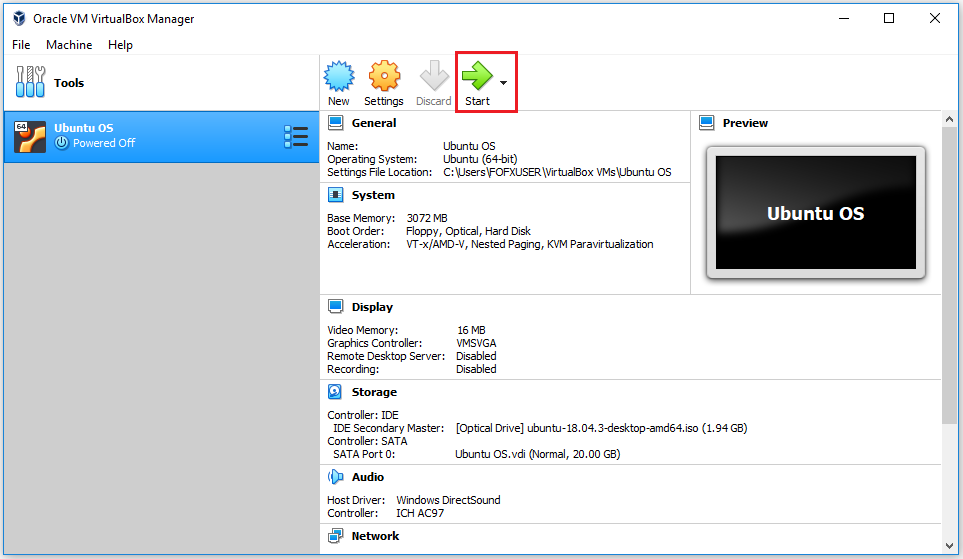 Oracle VM VirtualBox Manager
File Machine Help
Tools
New Settings Discard Start
64
Ubuntu OS
Powered Off
General
Name: Ubuntu OS
Operating System: Ubuntu (64-bit)
Settings File Location: C:\Users\FOFXUSER\VirtualBox VMs\Ubuntu OS
System
Base Memory: 3072 MB
Boot Order: Floppy, Optical, Hard Disk
Acceleration: VT-x/AMD-V, Nested Paging, KVM Paravirtualization
Preview
Ubuntu OS
Display
Video Memory: 16 MB
Graphics Controller: VMSVGA
Remote Desktop Server: Disabled
Recording: Disabled
Storage
Controller: IDE
IDE Secondary Master: [Optical Drive] ubuntu-18.04.3-desktop-amd64.iso (1.94 GB)
Controller: SATA
SATA Port 0: Ubuntu OS.vdi (Normal, 20.00 GB)
Audio
Host Driver: Windows DirectSound
Controller: ICH AC97
Network